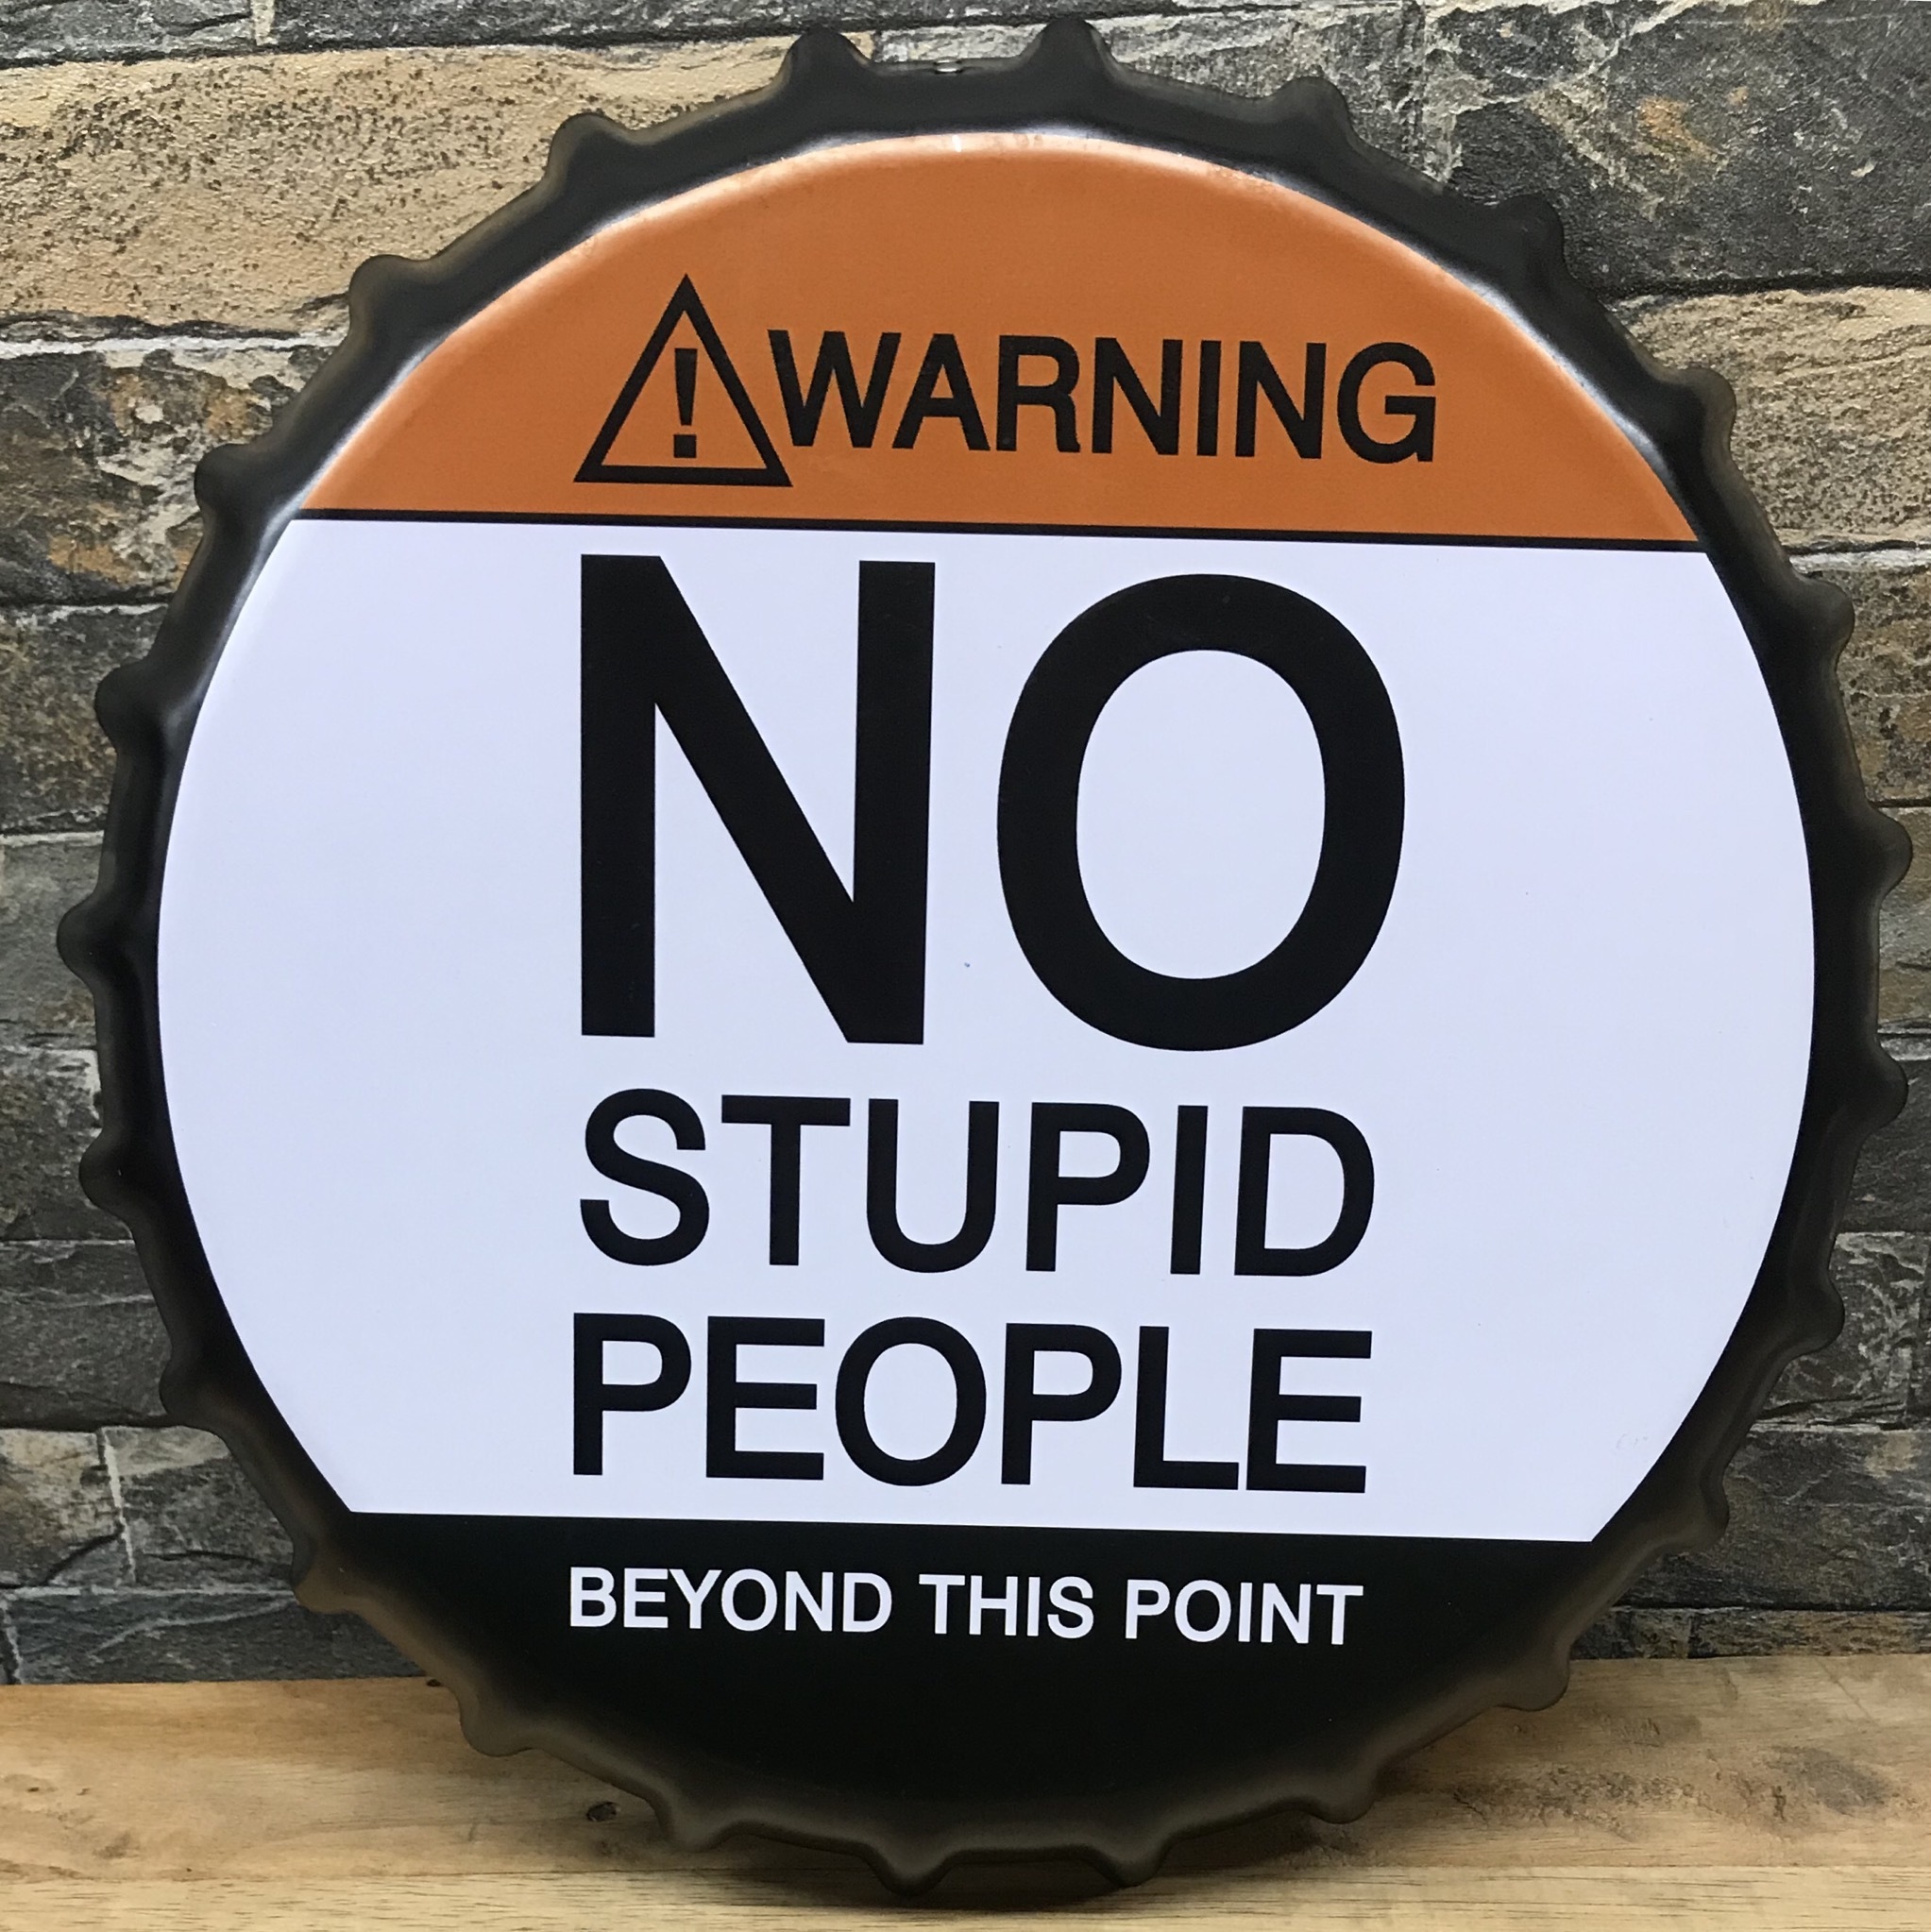 ! WARNING
NO
STUPID
PEOPLE
BEYOND THIS POINT